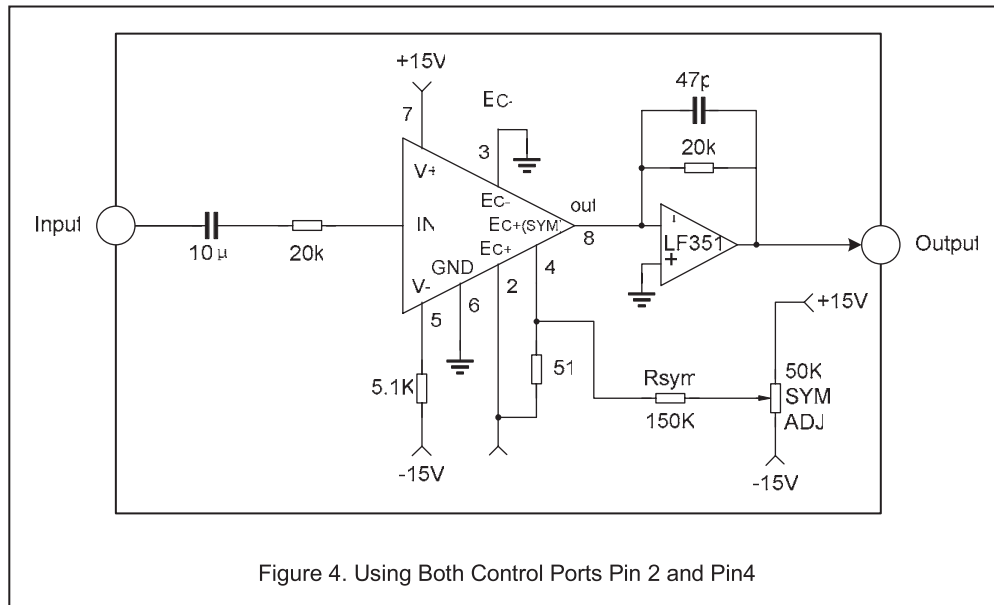 +15V
7
EC-
3
V+
EC-
IN
EC+(SYM)
EC+
GND
V-
out
8
4
2
6
5
Input
10 μ
20k
47p
20k
-
LF351
+
Output
5.1K
-15V
51
Rsym
150K
+15V
50K
SYM
ADJ
-15V
Figure 4. Using Both Control Ports Pin 2 and Pin4